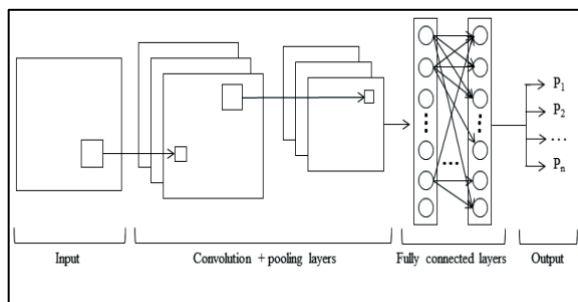 P1
P2
...
Pn
...
Input
Convolution + pooling layers
Fully connected layers
Output